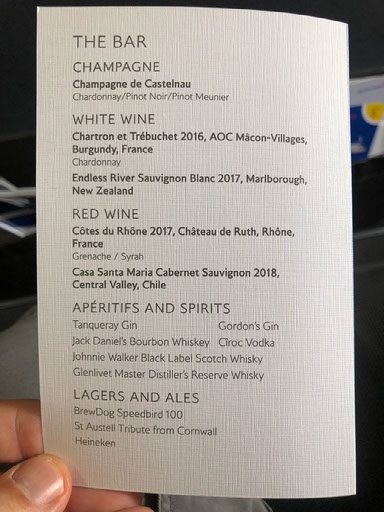 THE BAR
CHAMPAGNE
Champagne de Castelnau
Chardonnay/Pinot Noir/Pinot Meunier
WHITE WINE
Chartron et Trébuchet 2016, AOC Mâcon-Villages,
Burgundy, France
Chardonnay
Endless River Sauvignon Blanc 2017, Marlborough,
New Zealand
RED WINE
Côtes du Rhône 2017, Château de Ruth, Rhône,
France
Grenache / Syrah
Casa Santa Maria Cabernet Sauvignon 2018,
Central Valley, Chile
APÉRITIFS AND SPIRITS
Tanqueray Gin Gordon's Gin
Jack Daniel's Bourbon Whiskey Cîroc Vodka
Johnnie Walker Black Label Scotch Whisky
Glenlivet Master Distiller's Reserve Whisky
LAGERS AND ALES
BrewDog Speedbird 100
St Austell Tribute from Cornwall
Heineken